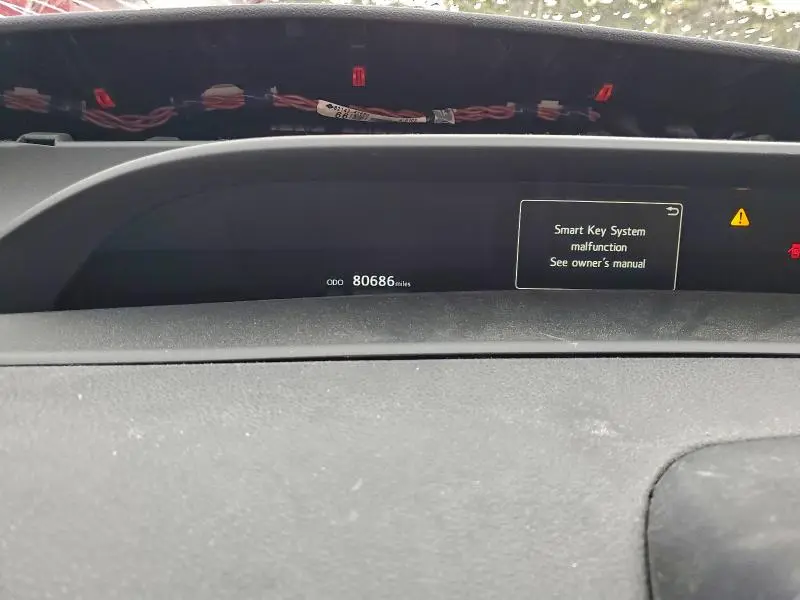 Smart Key System
malfunction
See owner's manual
ODO 80686 miles